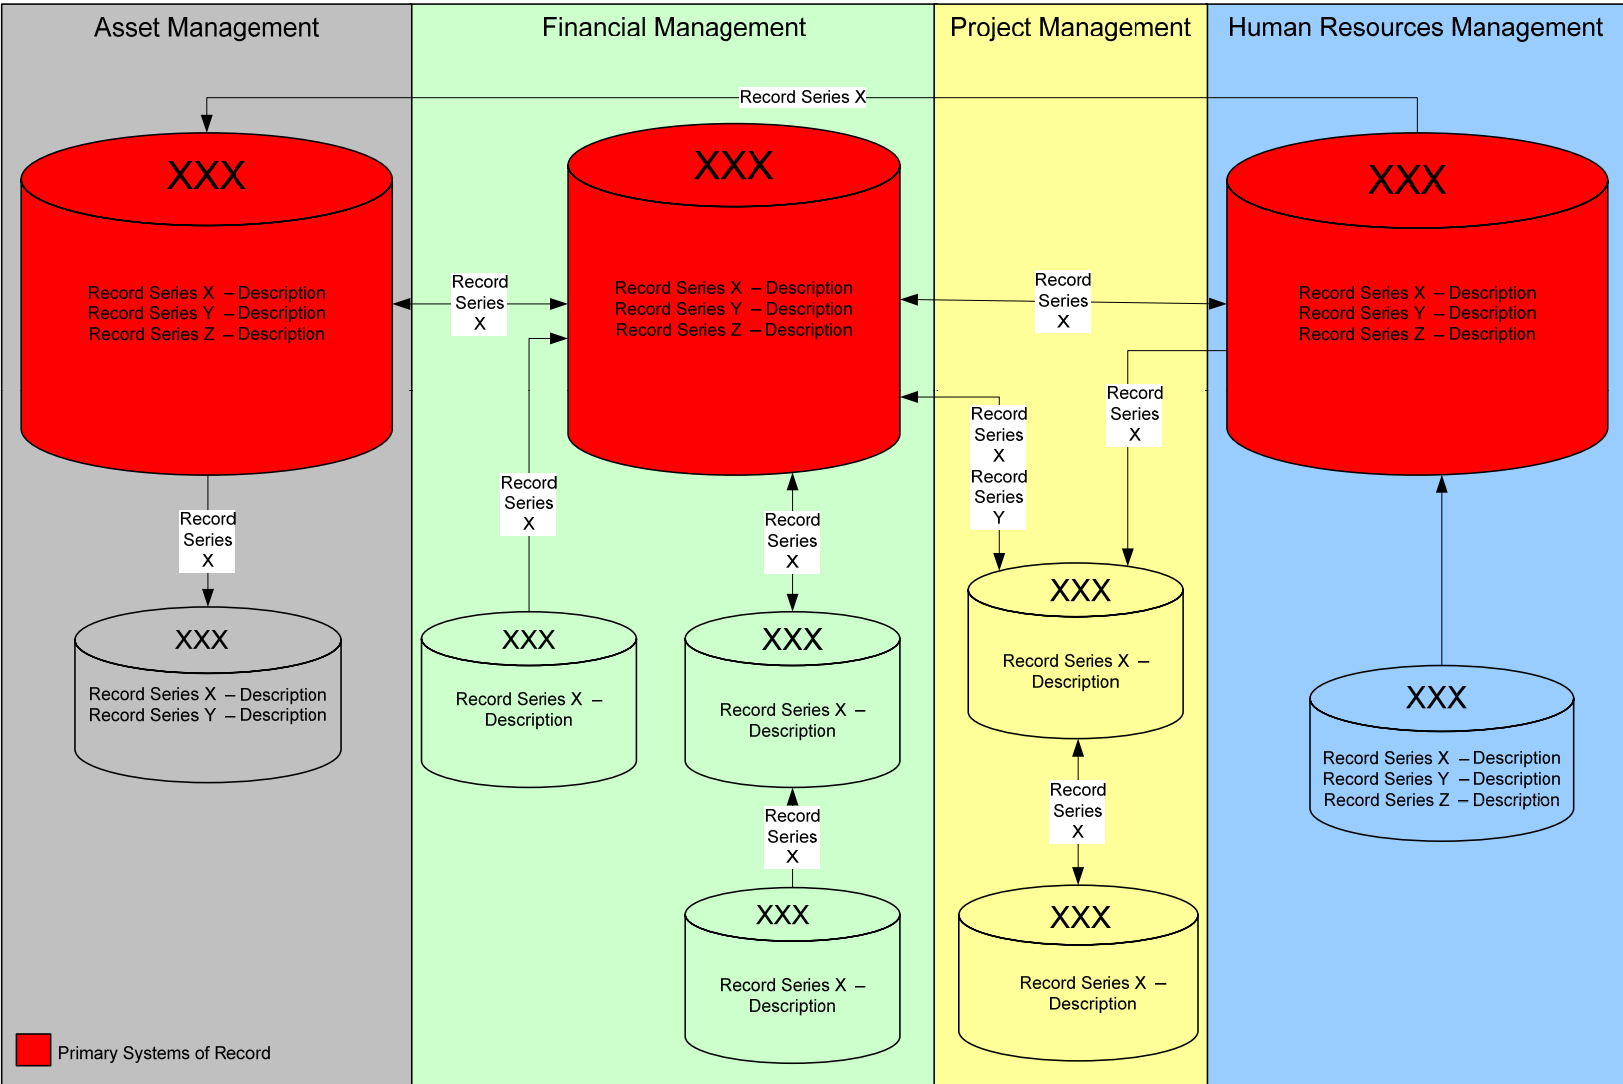 Asset Management
Financial Management
Project Management
Human Resources Management
Record Series X
XXX
Record Series X – Description
Record Series Y – Description
Record Series Z – Description
Record
Series
X
XXX
Record Series X – Description
Record Series Y – Description
Record Series Z – Description
Record
Series
X
XXX
Record Series X – Description
Record Series Y – Description
Record Series Z – Description
Record
Series
X
Record
Series
X
Record
Series
X
Record
Series
X
Record
Series
Y
Record
Series
X
XXX
Record Series X – Description
Record Series Y – Description
XXX
Record Series X –
Description
XXX
Record Series X –
Description
XXX
Record Series X –
Description
XXX
Record Series X – Description
Record Series Y – Description
Record Series Z – Description
Record
Series
X
Record
Series
X
XXX
Record Series X –
Description
XXX
Record Series X –
Description
Primary Systems of Record